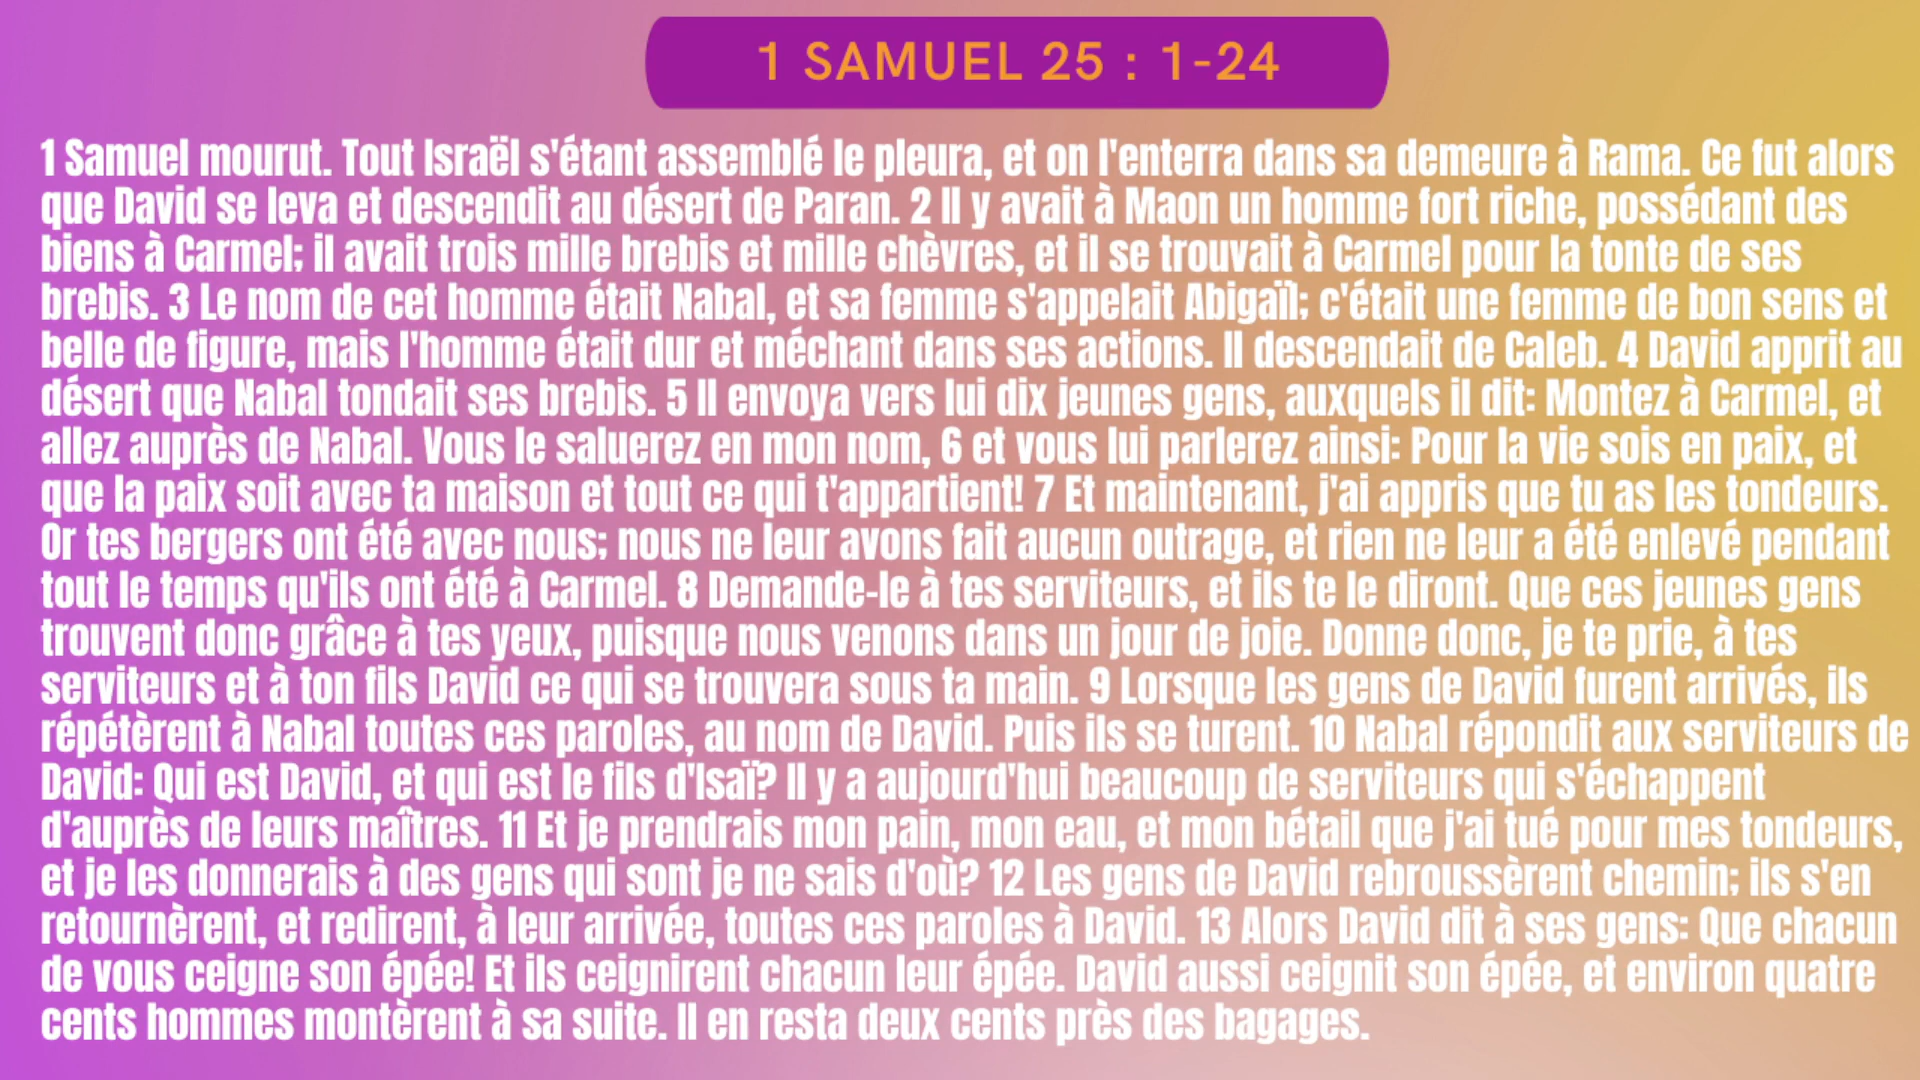 1 SAMUEL 25 : 1-24
1 Samuel mourut. Tout Israël s'étant assemblé le pleura, et on l'enterra dans sa demeure à Rama. Ce fut alors
que David se leva et descendit au désert de Paran. 2 Il y avait à Maon un homme fort riche, possédant des
biens à Carmel; il avait trois mille brebis et mille chèvres, et il se trouvait à Carmel pour la tonte de ses
brebis. 3 Le nom de cet homme était Nabal, et sa femme s'appelait Abigaïl; c'était une femme de bon sens et
belle de figure, mais l'homme était dur et méchant dans ses actions. Il descendait de Caleb. 4 David apprit au
désert que Nabal tondait ses brebis. 5 Il envoya vers lui dix jeunes gens, auxquels il dit: Montez à Carmel, et
allez auprès de Nabal. Vous le saluerez en mon nom, 6 et vous lui parlerez ainsi: Pour la vie sois en paix, et
que la paix soit avec ta maison et tout ce qui t'appartient! 7 Et maintenant, j'ai appris que tu as les tondeurs.
Or tes bergers ont été avec nous; nous ne leur avons fait aucun outrage, et rien ne leur a été enlevé pendant
tout le temps qu'ils ont été à Carmel. 8 Demande-le à tes serviteurs, et ils te le diront. Que ces jeunes gens
trouvent donc grâce à tes yeux, puisque nous venons dans un jour de joie. Donne donc, je te prie, à tes
serviteurs et à ton fils David ce qui se trouvera sous ta main. 9 Lorsque les gens de David furent arrivés, ils
répétèrent à Nabal toutes ces paroles, au nom de David. Puis ils se turent. 10 Nabal répondit aux serviteurs de
David: Qui est David, et qui est le fils d'Isaï? Il y a aujourd'hui beaucoup de serviteurs qui s'échappent
d'auprès de leurs maîtres. 11 Et je prendrais mon pain, mon eau, et mon bétail que j'ai tué pour mes tondeurs,
et je les donnerais à des gens qui sont je ne sais d'où? 12 Les gens de David rebroussèrent chemin; ils s'en
retournèrent, et redirent, à leur arrivée, toutes ces paroles à David. 13 Alors David dit à ses gens: Que chacun
de vous ceigne son épée! Et ils ceignirent chacun leur épée. David aussi ceignit son épée, et environ quatre
cents hommes montèrent à sa suite. Il en resta deux cents près des bagages.